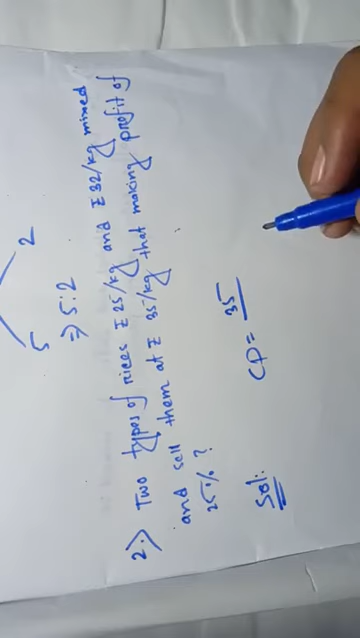 5 2
⇒ 5:2
2.> Two types of rices ₹ 25/kg and ₹ 32/kg mixed
and sell them at ₹ 35/kg that making profit of
25%?
Sol:
CP = 35